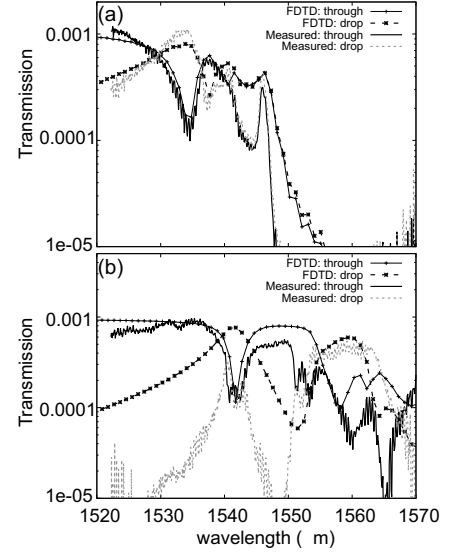 (a)
FDTD: through
FDTD: drop
Measured: through
Measured: drop
Transmission
0.001
0.0001
1e-05
(b)
FDTD: through
FDTD: drop
Measured: through
Measured: drop
Transmission
0.001
0.0001
1e-05
1520 1530 1540 1550 1560 1570
wavelength ( m)